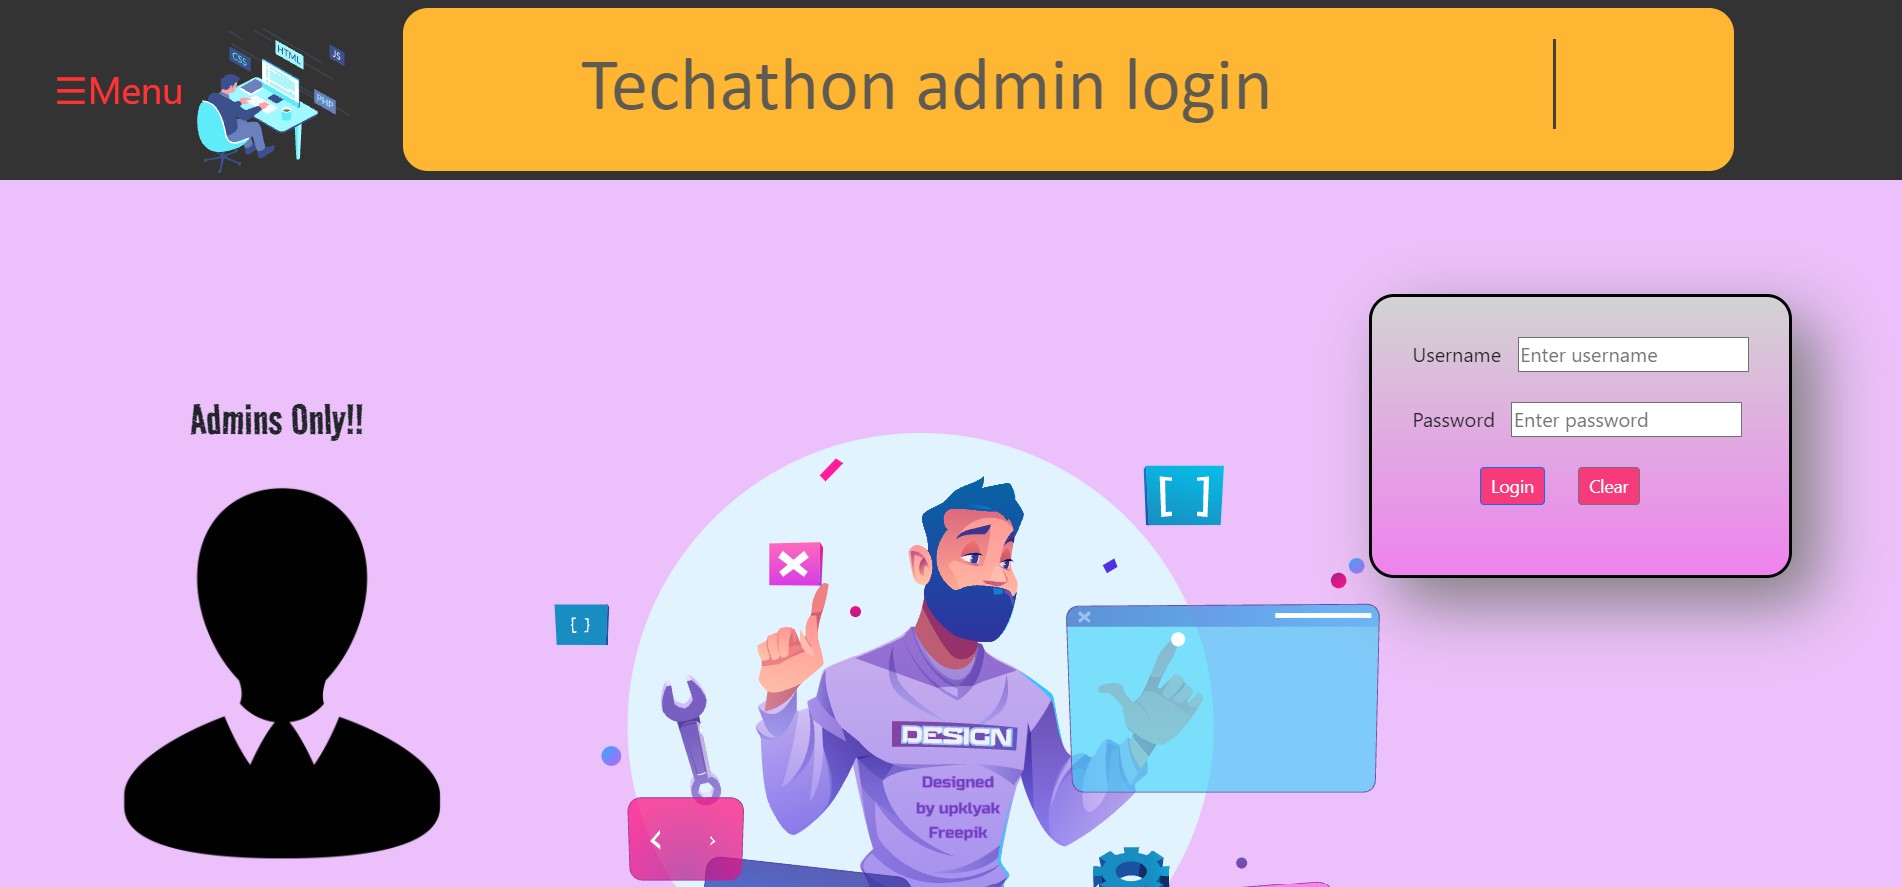 ☰Menu
CSS
HTML
JS
PHP
Techathon admin login
Username
Enter username
Password
Enter password
Login
Clear
Admins Only!!
[ ]
{ }
DESIGN
Designed
by upklyak
Freepik
< >